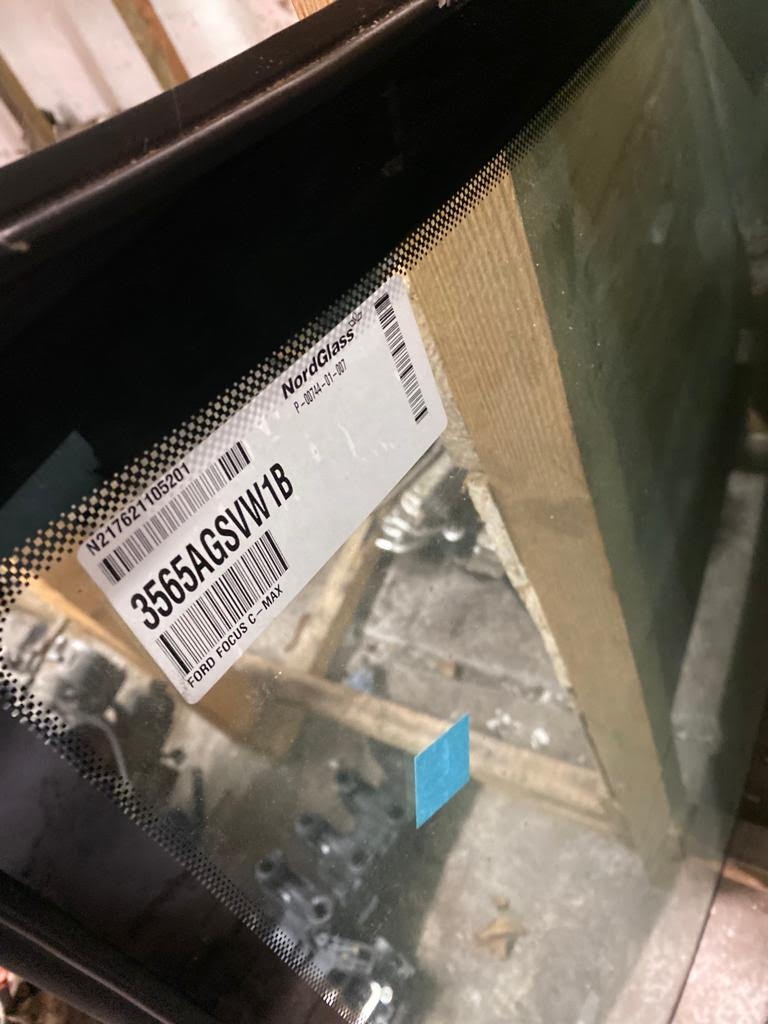 NordGlass
P-00744-01-007
N217621105201
3565AGSVW1B
FORD FOCUS C-MAX